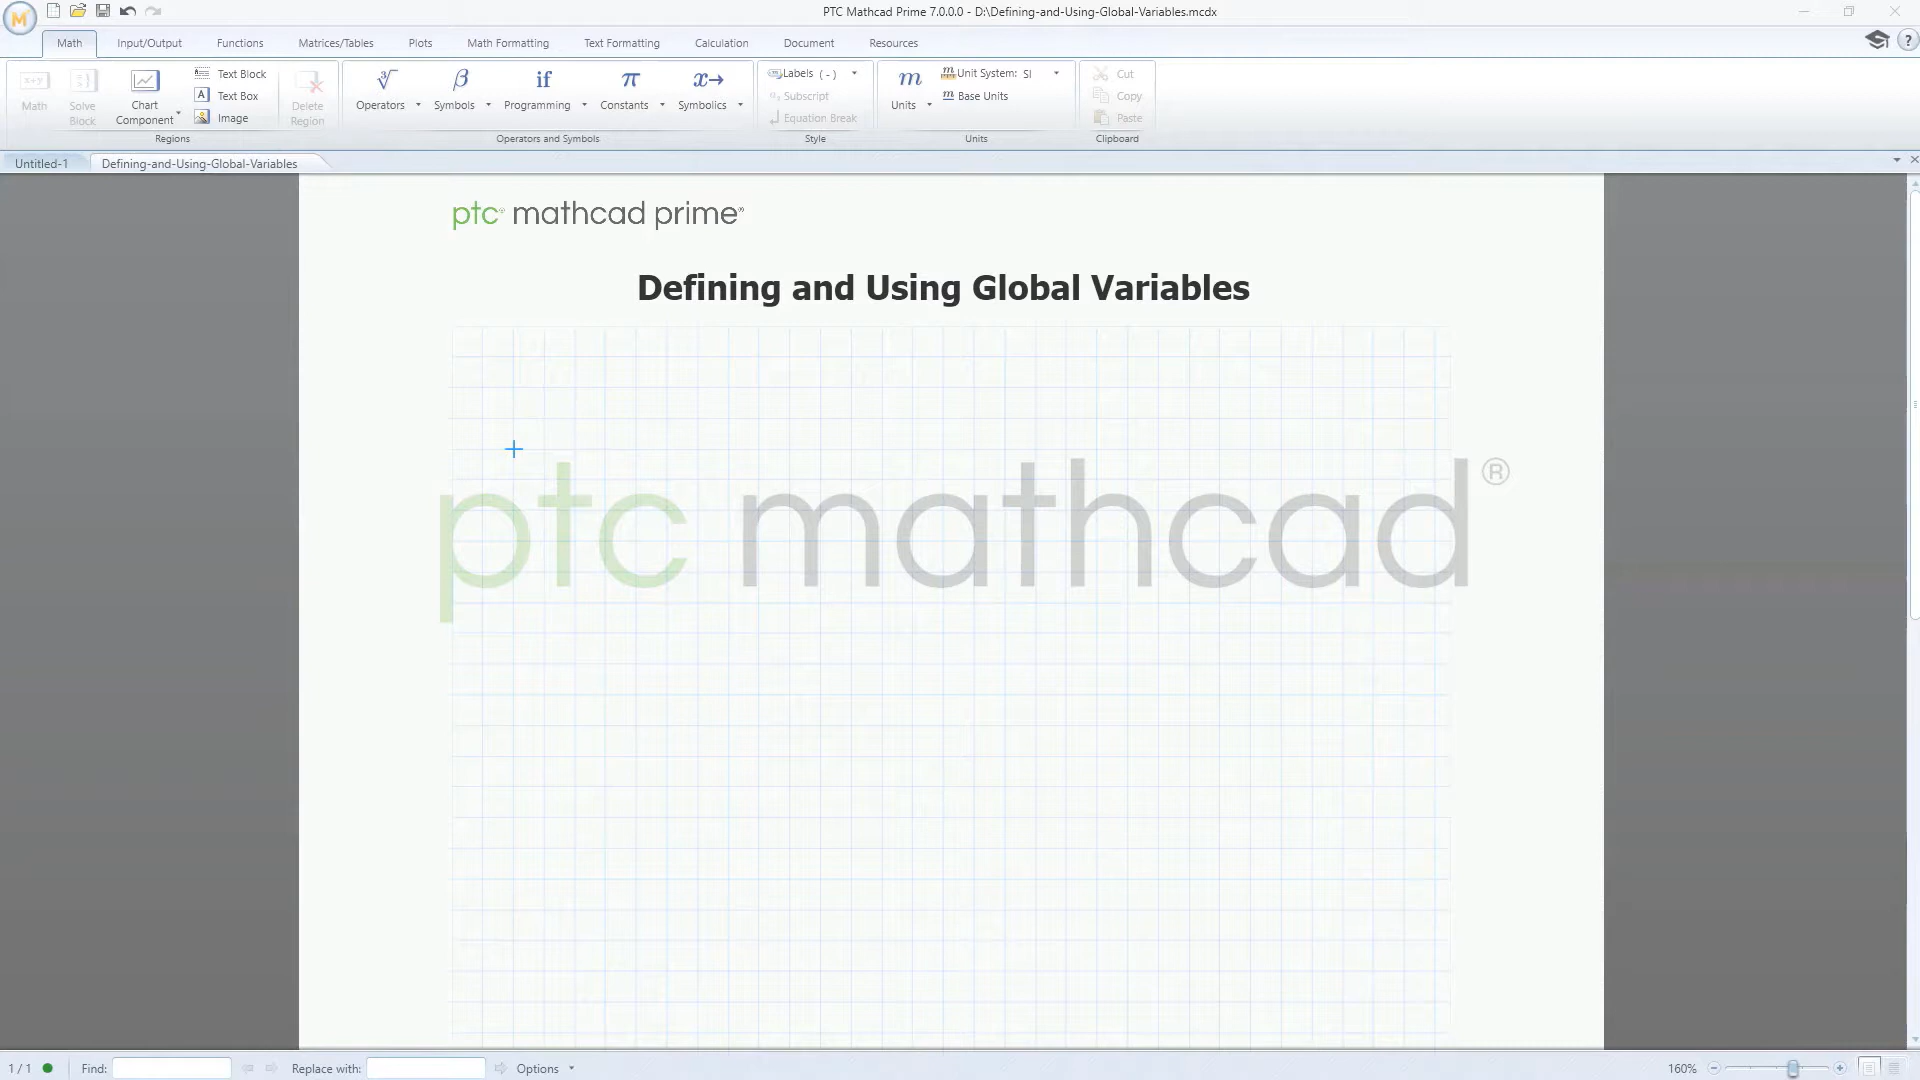 M
PTC Mathcad Prime 7.0.0.0 - D:\Defining-and-Using-Global-Variables.mcdx
Math Input/Output Functions Matrices/Tables Plots Math Formatting Text Formatting Calculation Document Resources
?
Math
Solve Block
Chart Component
Text Block
Text Box
Image
Delete Region
Regions
Operators
β Symbols
if Programming
π Constants
x→ Symbolics
Operators and Symbols
Labels ( - )
Subscript
Equation Break
Style
m Units
Unit System: SI
m Base Units
Units
Cut
Copy
Paste
Clipboard
Untitled-1 Defining-and-Using-Global-Variables
ptc mathcad prime®
Defining and Using Global Variables
ptc mathcad®
1 / 1 Find: Replace with: Options 160%